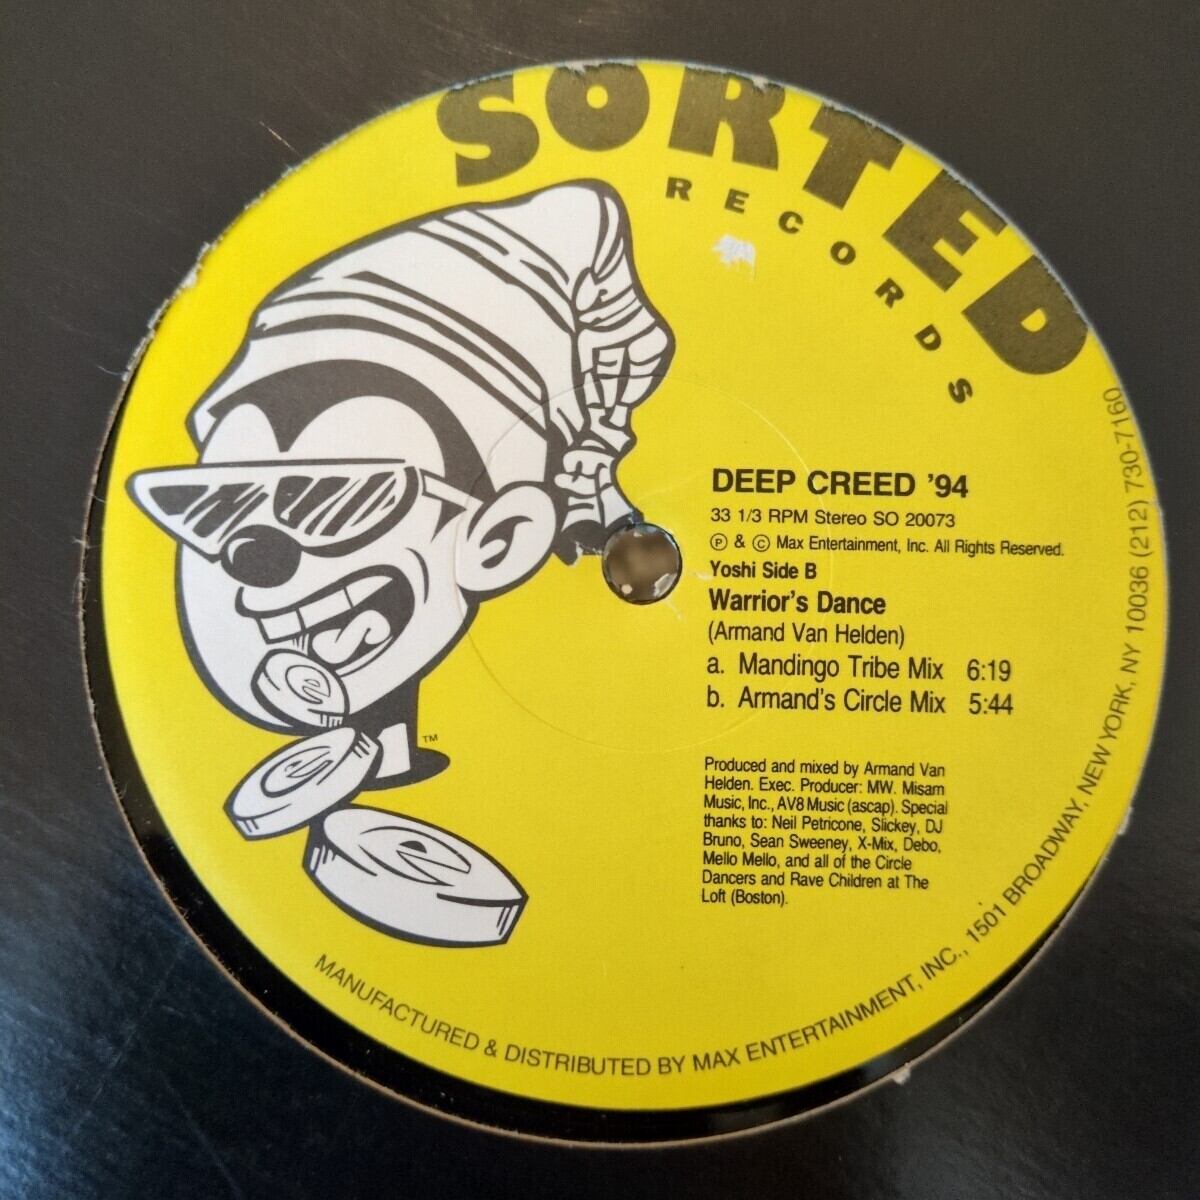 SORTED
RECORDS
DEEP CREED '94
33 1/3 RPM Stereo SO 20073
Ⓟ & © Max Entertainment, Inc. All Rights Reserved.
Yoshi Side B
Warrior's Dance
(Armand Van Helden)
a. Mandingo Tribe Mix 6:19
b. Armand's Circle Mix 5:44
Produced and mixed by Armand Van
Helden. Exec. Producer: MW. Misam
Music, Inc., AV8 Music (ascap). Special
thanks to: Neil Petricone, Slickey, DJ
Bruno, Sean Sweeney, X-Mix, Debo,
Mello Mello, and all of the Circle
Dancers and Rave Children at The
Loft (Boston).
e
e
e
TM
MANUFACTURED & DISTRIBUTED BY MAX ENTERTAINMENT, INC., 1501 BROADWAY, NEW YORK, NY 10036 (212) 730-7160